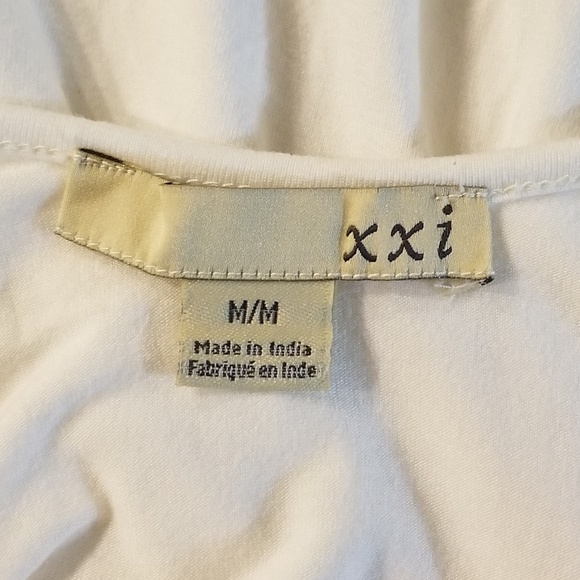 xxi
M/M
Made in India
Fabriqué en Inde